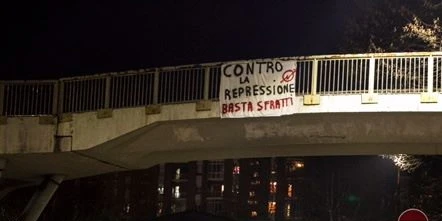 CONTRO
LA
REPRESSIONE
BASTA SFRATTI